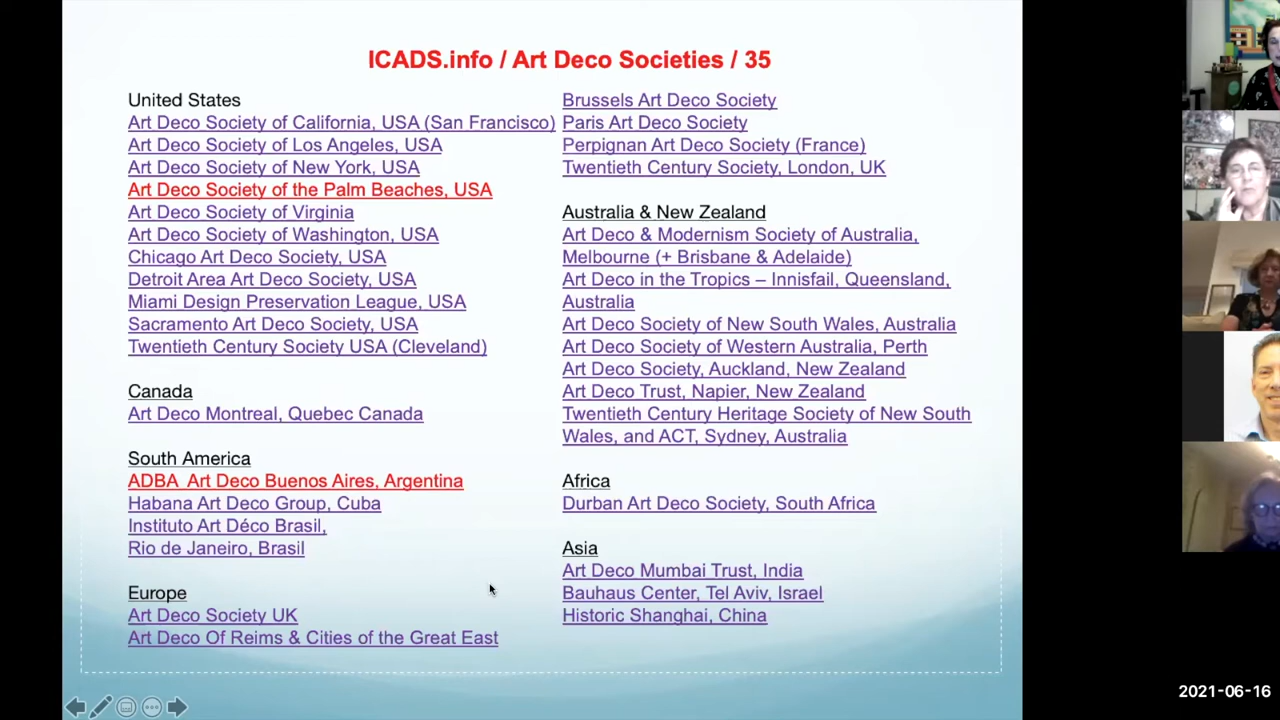 ICADS.info / Art Deco Societies / 35
United States
Art Deco Society of California, USA (San Francisco)
Art Deco Society of Los Angeles, USA
Art Deco Society of New York, USA
Art Deco Society of the Palm Beaches, USA
Art Deco Society of Virginia
Art Deco Society of Washington, USA
Chicago Art Deco Society, USA
Detroit Area Art Deco Society, USA
Miami Design Preservation League, USA
Sacramento Art Deco Society, USA
Twentieth Century Society USA (Cleveland)
Canada
Art Deco Montreal, Quebec Canada
South America
ADBA  Art Deco Buenos Aires, Argentina
Habana Art Deco Group, Cuba
Instituto Art Déco Brasil,
Rio de Janeiro, Brasil
Europe
Art Deco Society UK
Art Deco Of Reims & Cities of the Great East
Brussels Art Deco Society
Paris Art Deco Society
Perpignan Art Deco Society (France)
Twentieth Century Society, London, UK
Australia & New Zealand
Art Deco & Modernism Society of Australia,
Melbourne (+ Brisbane & Adelaide)
Art Deco in the Tropics – Innisfail, Queensland,
Australia
Art Deco Society of New South Wales, Australia
Art Deco Society of Western Australia, Perth
Art Deco Society, Auckland, New Zealand
Art Deco Trust, Napier, New Zealand
Twentieth Century Heritage Society of New South
Wales, and ACT, Sydney, Australia
Africa
Durban Art Deco Society, South Africa
Asia
Art Deco Mumbai Trust, India
Bauhaus Center, Tel Aviv, Israel
Historic Shanghai, China
2021-06-16